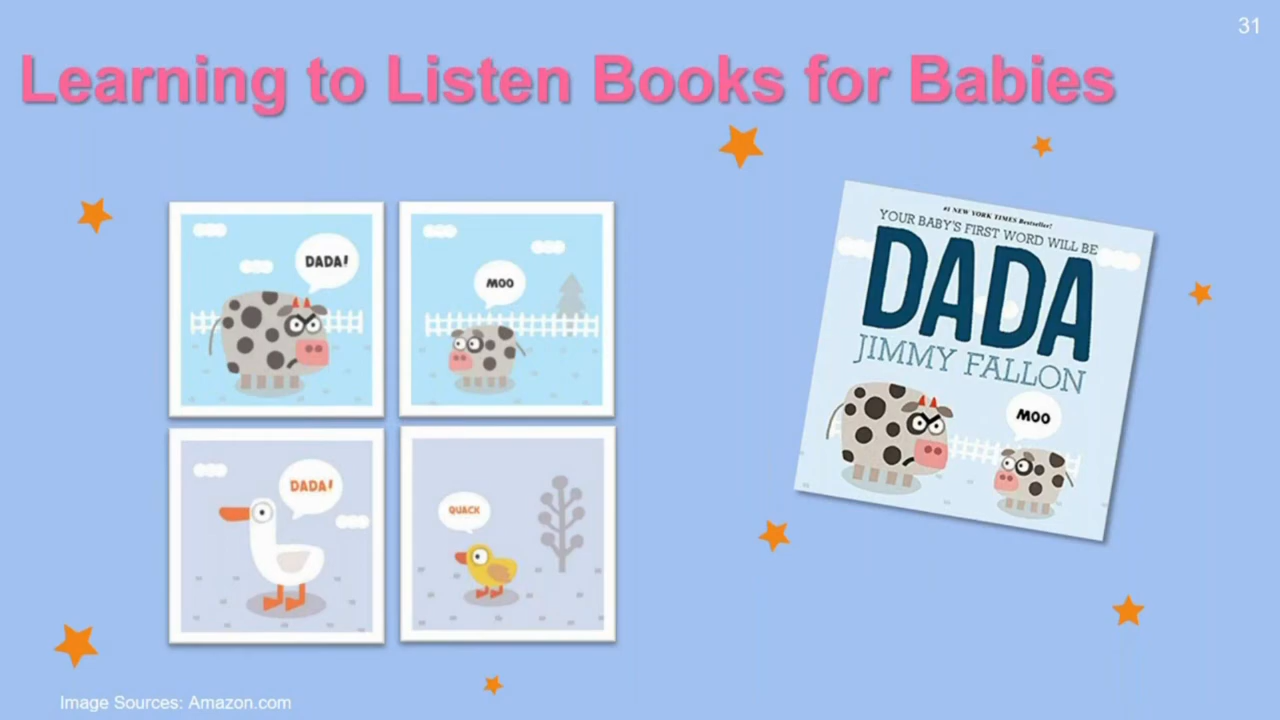 31
Learning to Listen Books for Babies
DADA!
MOO
DADA!
QUACK
#1 NEW YORK TIMES Bestseller!
YOUR BABY'S FIRST WORD WILL BE
DADA
JIMMY FALLON
MOO
Image Sources: Amazon.com